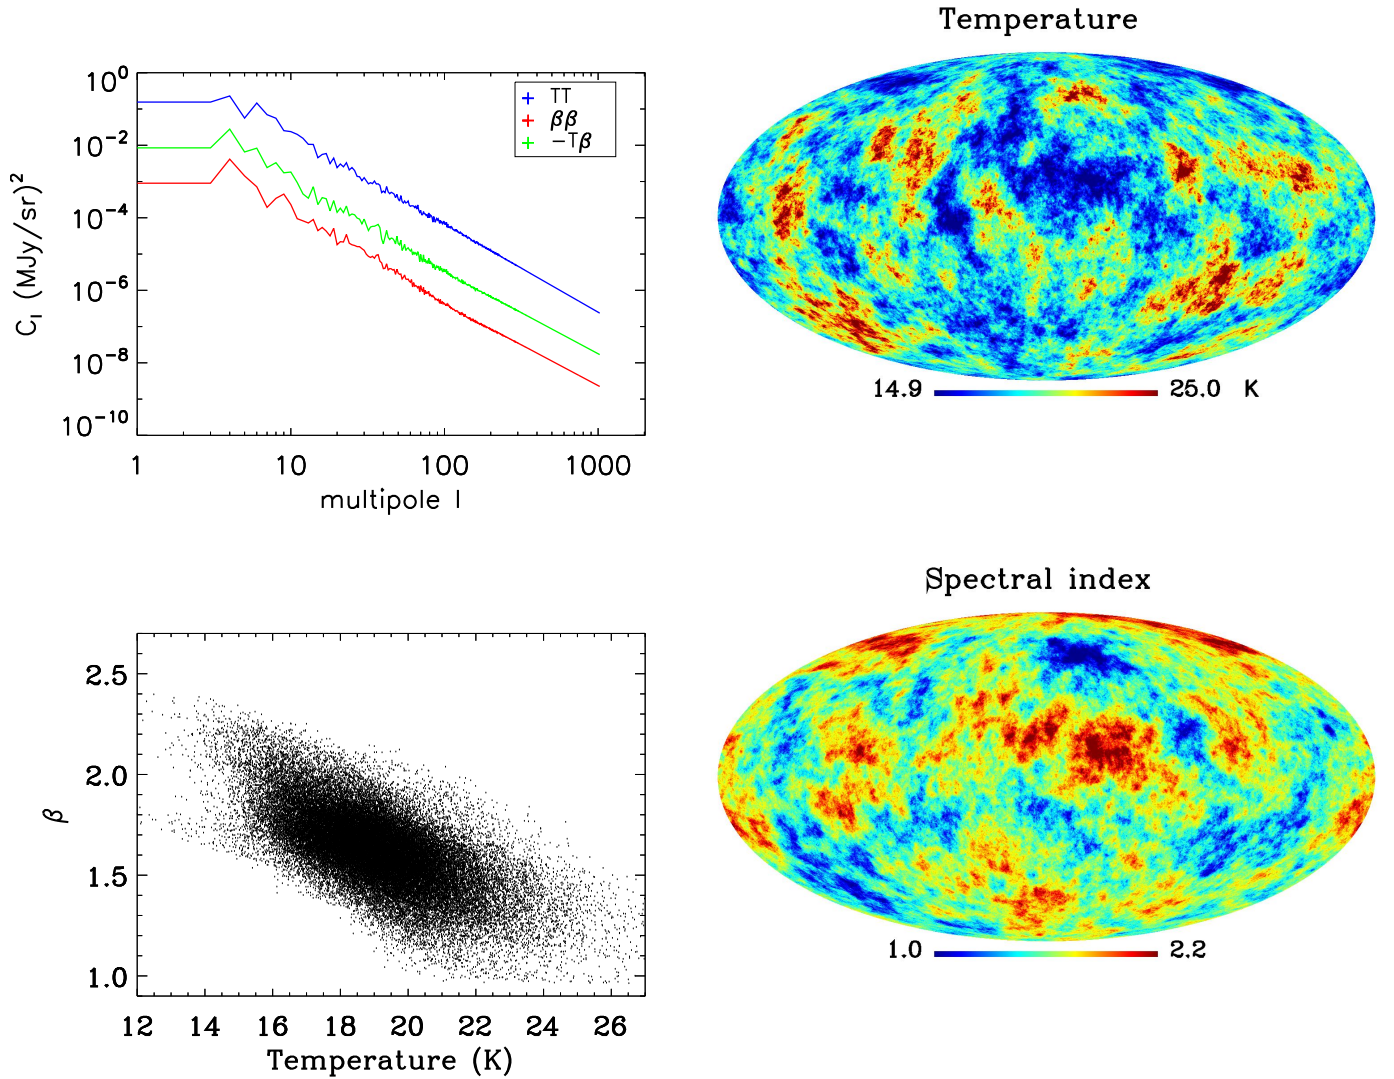 Temperature
10^0
10^-2
10^-4
10^-6
10^-8
10^-10
C_l (MJy/sr)^2
TT
ββ
−Tβ
1 10 100 1000
multipole l
14.9 25.0 K
Spectral index
1.0 2.2
2.5
2.0
1.5
1.0
β
12 14 16 18 20 22 24 26
Temperature (K)